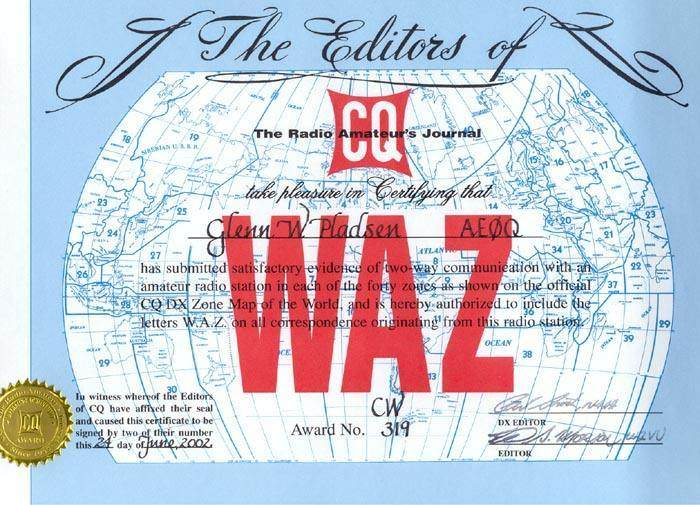 The Editors of
CQ
The Radio Amateur's Journal
take pleasure in Certifying that
Glenn W Pladsen AEØQ
WAZ
has submitted satisfactory evidence of two-way communication with an
amateur radio station in each of the forty zones as shown on the official
CQ DX Zone Map of the World, and is hereby authorized to include the
letters W.A.Z. on all correspondence originating from this radio station.
In witness whereof the Editors
of CQ have affixed their seal
and caused this certificate to be
signed by two of their number
this 24 day of June, 2002.
CW
Award No. 319
DX EDITOR
EDITOR
CQ
AWARD